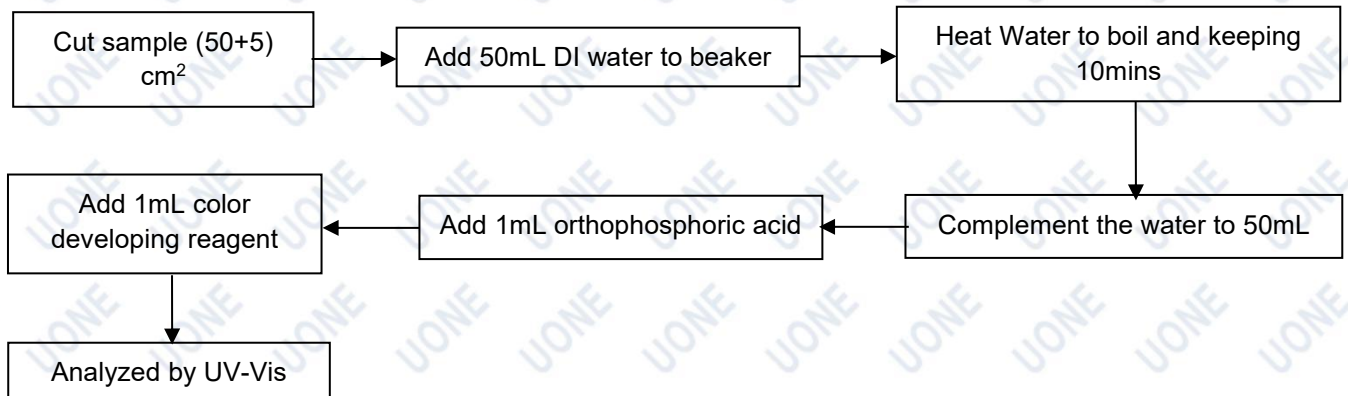 Cut sample (50+5)
cm²
Add 50mL DI water to beaker
Heat Water to boil and keeping
10mins
Complement the water to 50mL
Add 1mL orthophosphoric acid
Add 1mL color
developing reagent
Analyzed by UV-Vis
UONE